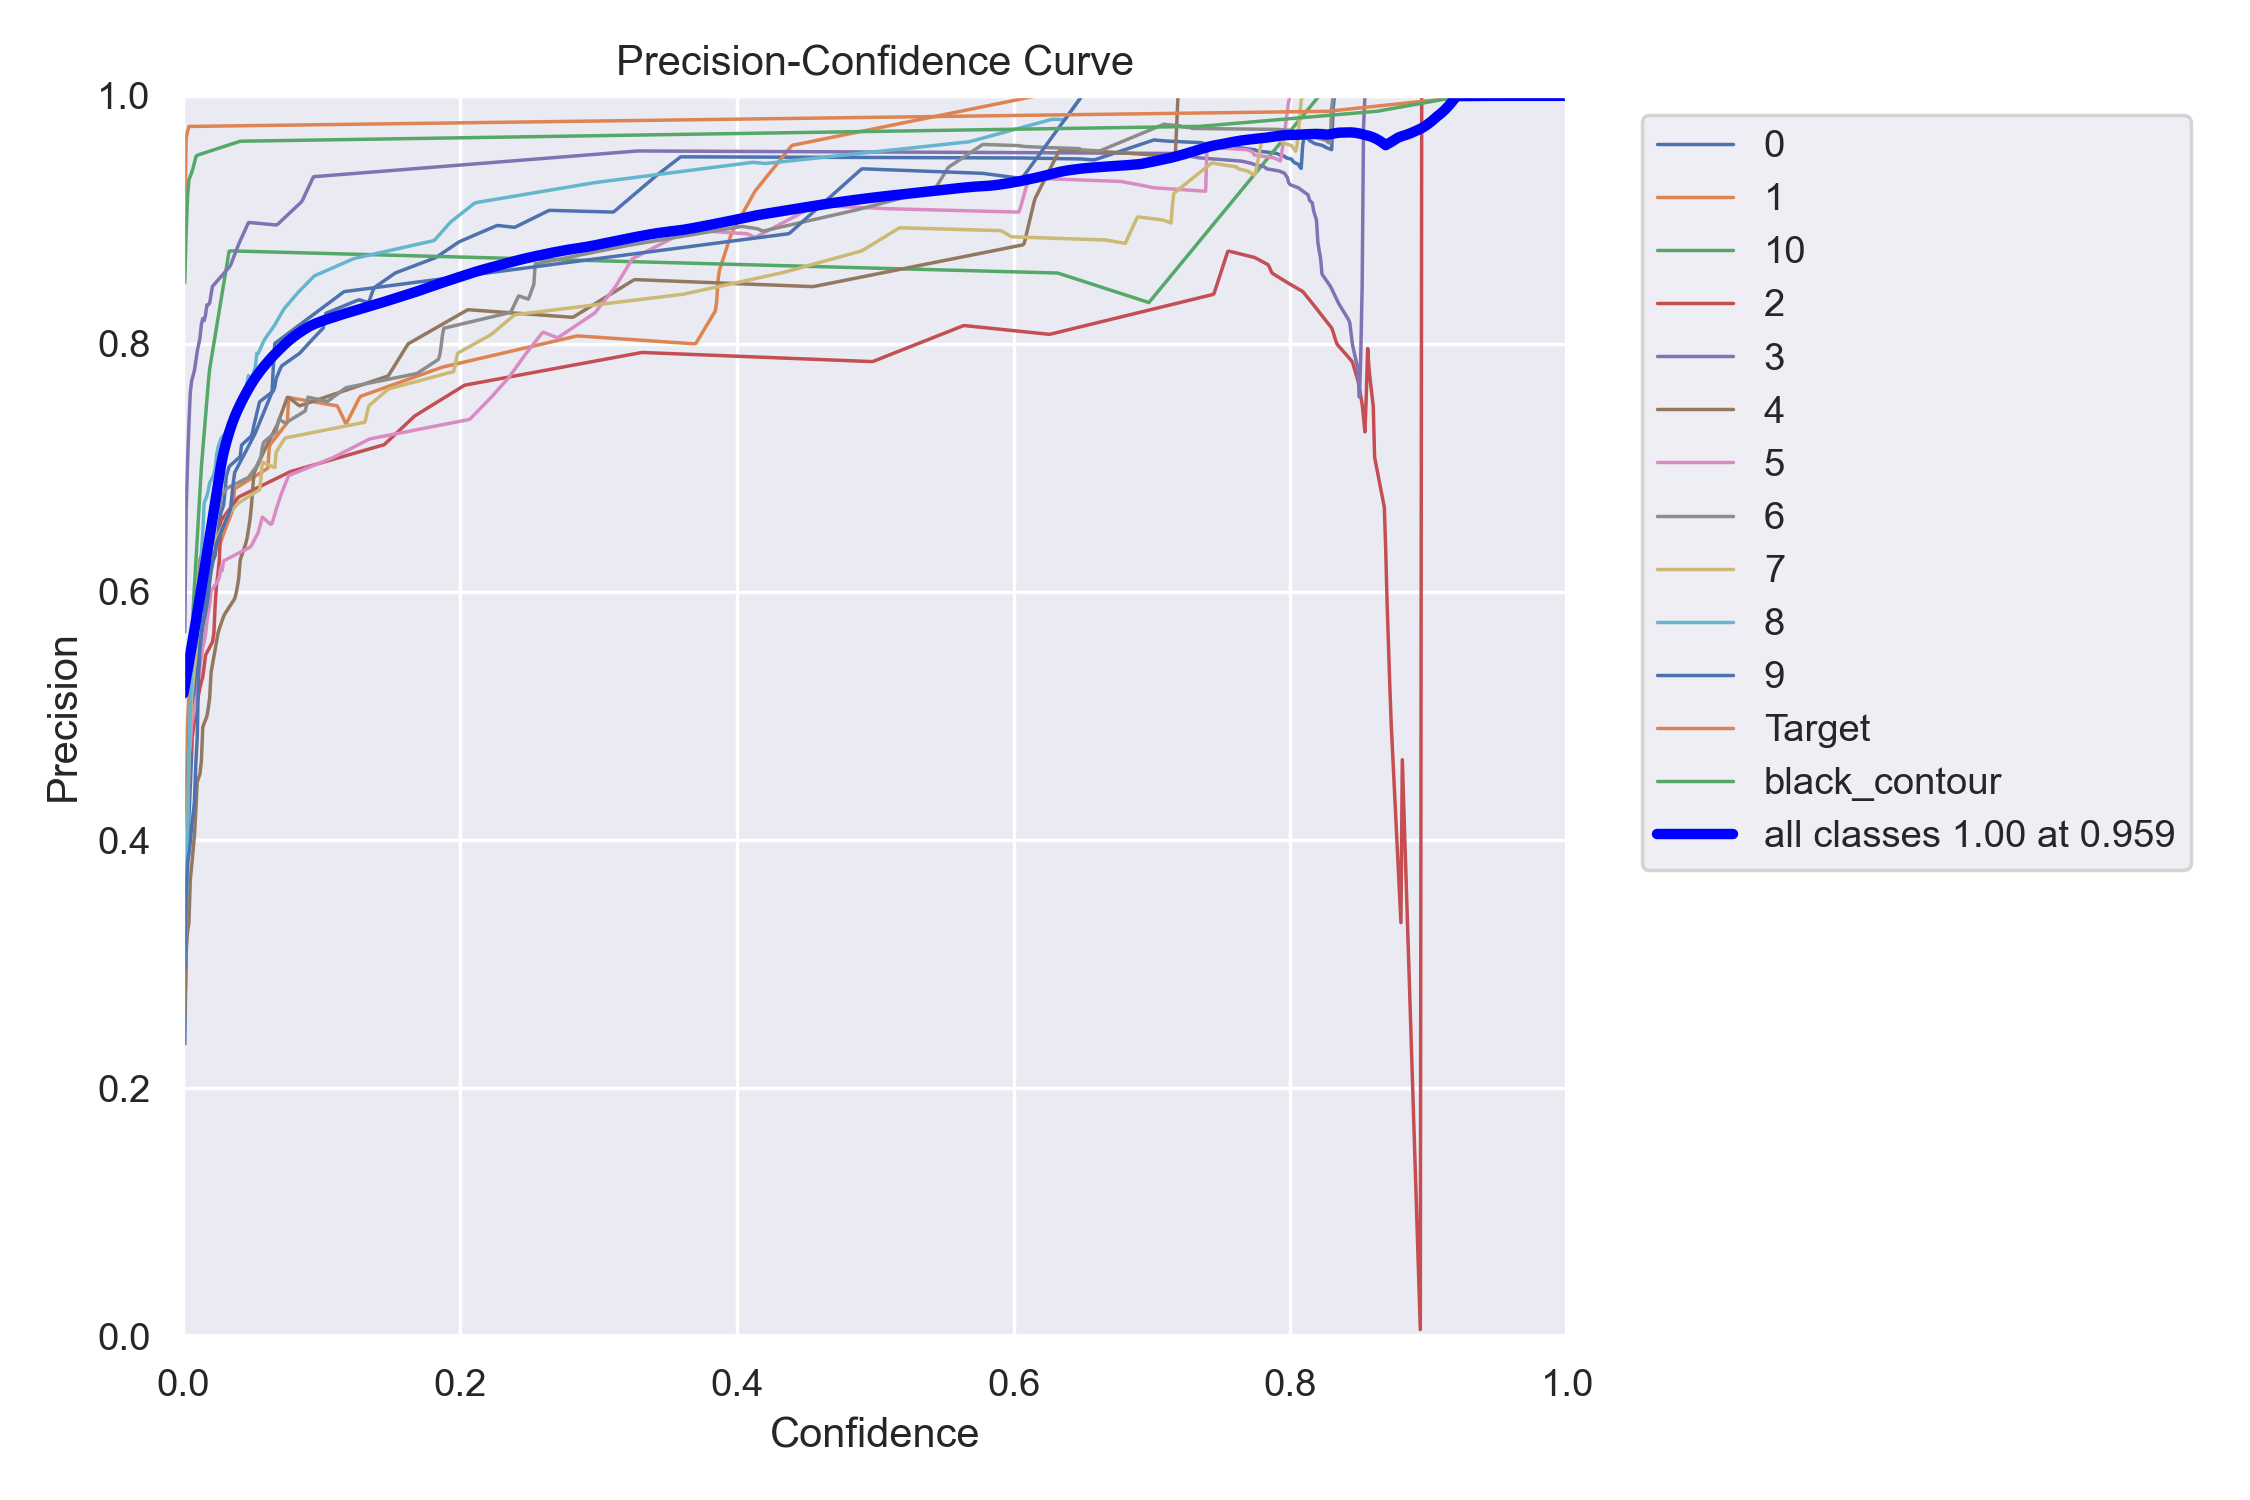 Precision-Confidence Curve
1.0
0.8
0.6
0.4
0.2
0.0
Precision
0.0 0.2 0.4 0.6 0.8 1.0
Confidence
0
1
10
2
3
4
5
6
7
8
9
Target
black_contour
all classes 1.00 at 0.959